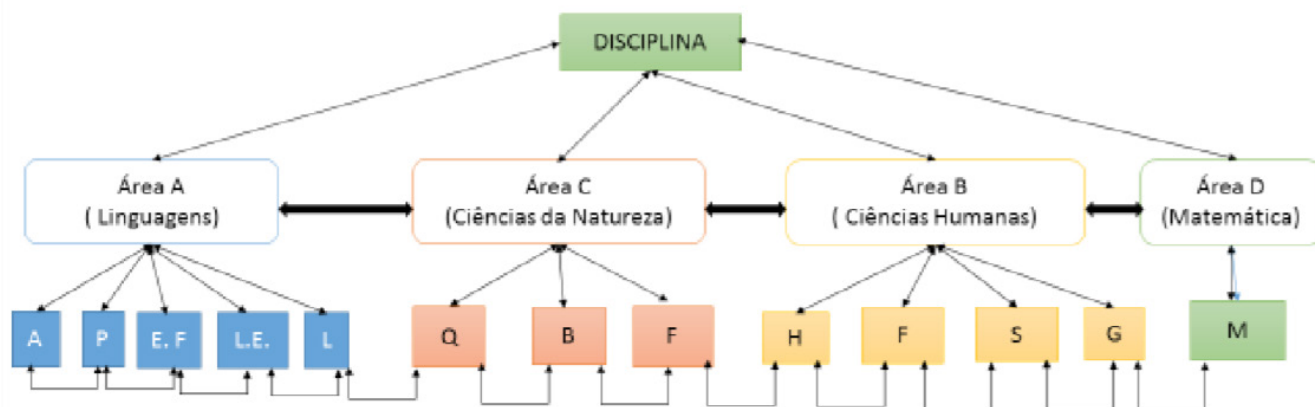 DISCIPLINA
Área A
( Linguagens)
Área C
(Ciências da Natureza)
Área B
( Ciências Humanas)
Área D
(Matemática)
A
P
E. F
L.E.
L
Q
B
F
H
F
S
G
M